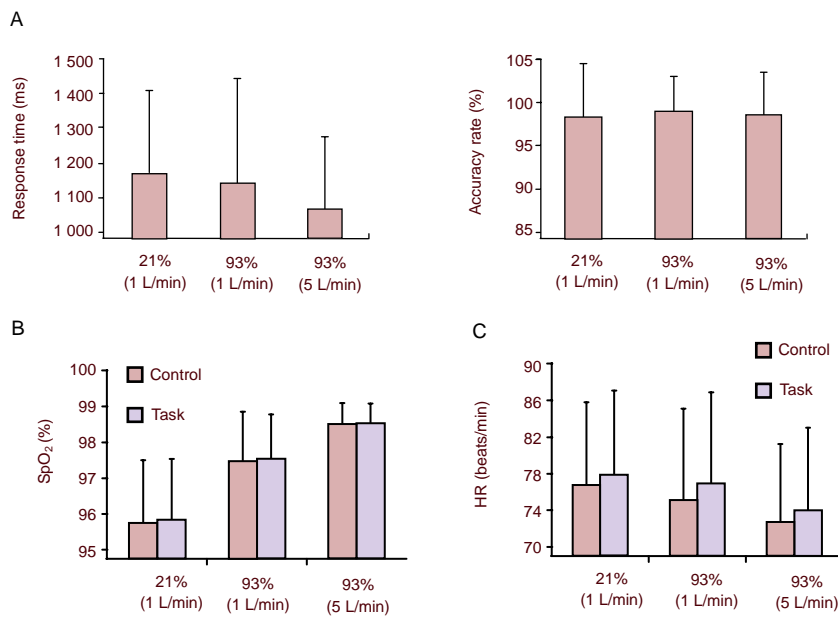 A
Response time (ms)
1 500
1 400
1 300
1 200
1 100
1 000
21%
(1 L/min)
93%
(1 L/min)
93%
(5 L/min)
Accuracy rate (%)
105
100
95
90
85
21%
(1 L/min)
93%
(1 L/min)
93%
(5 L/min)
B
SpO₂ (%)
100
99
98
97
96
95
Control
Task
21%
(1 L/min)
93%
(1 L/min)
93%
(5 L/min)
C
HR (beats/min)
90
86
82
78
74
70
Control
Task
21%
(1 L/min)
93%
(1 L/min)
93%
(5 L/min)